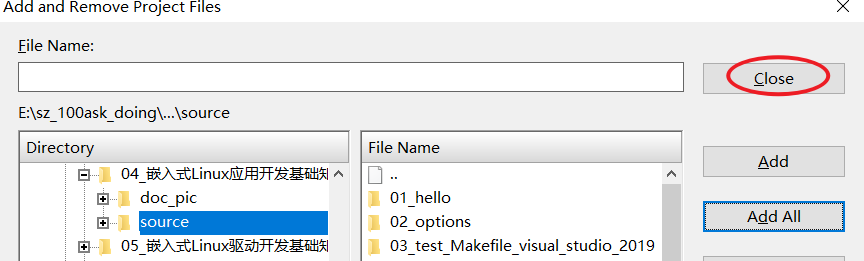 Add and Remove Project Files
File Name:
Close
E:\sz_100ask_doing\...\source
Directory
File Name
04_嵌入式Linux应用开发基础知
doc_pic
source
05_嵌入式Linux驱动开发基础知
..
01_hello
02_options
03_test_Makefile_visual_studio_2019
Add
Add All